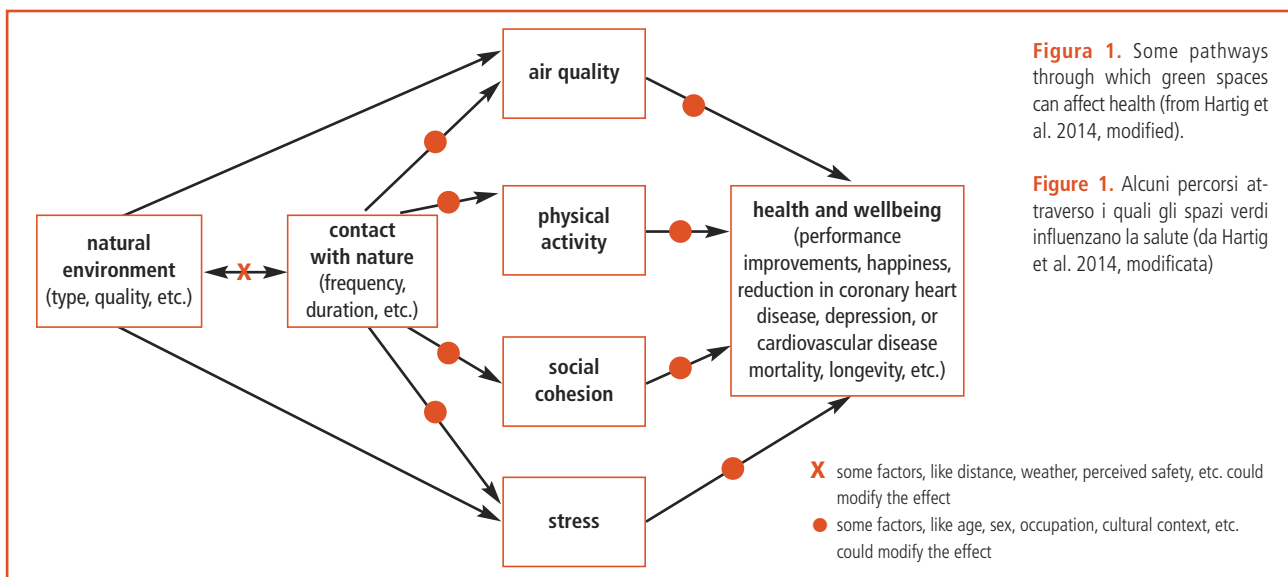 air quality
physical
activity
social
cohesion
stress
natural
environment
(type, quality, etc.)
X
contact
with nature
(frequency,
duration, etc.)
health and wellbeing
(performance
improvements, happiness,
reduction in coronary heart
disease, depression, or
cardiovascular disease
mortality, longevity, etc.)
Figura 1. Some pathways
through which green spaces
can affect health (from Hartig et
al. 2014, modified).
Figure 1. Alcuni percorsi at-
traverso i quali gli spazi verdi
influenzano la salute (da Hartig
et al. 2014, modificata)
X some factors, like distance, weather, perceived safety, etc. could
modify the effect
● some factors, like age, sex, occupation, cultural context, etc.
could modify the effect